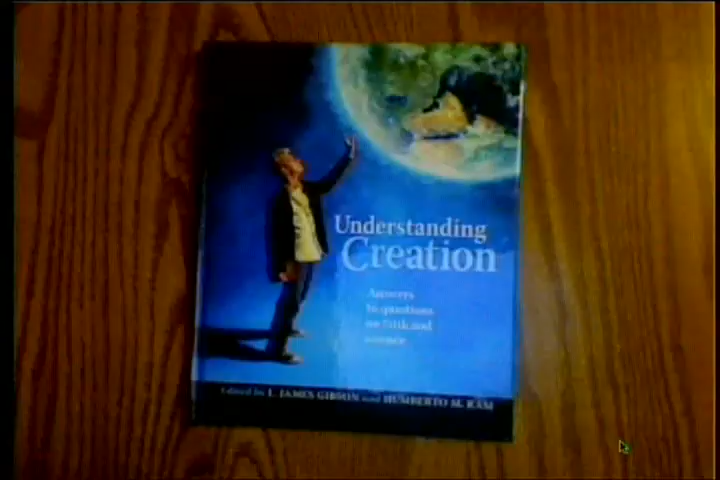 Understanding
Creation
Answers
to questions
on faith and
science
Edited by L. JAMES GIBSON and HUMBERTO M. RASI